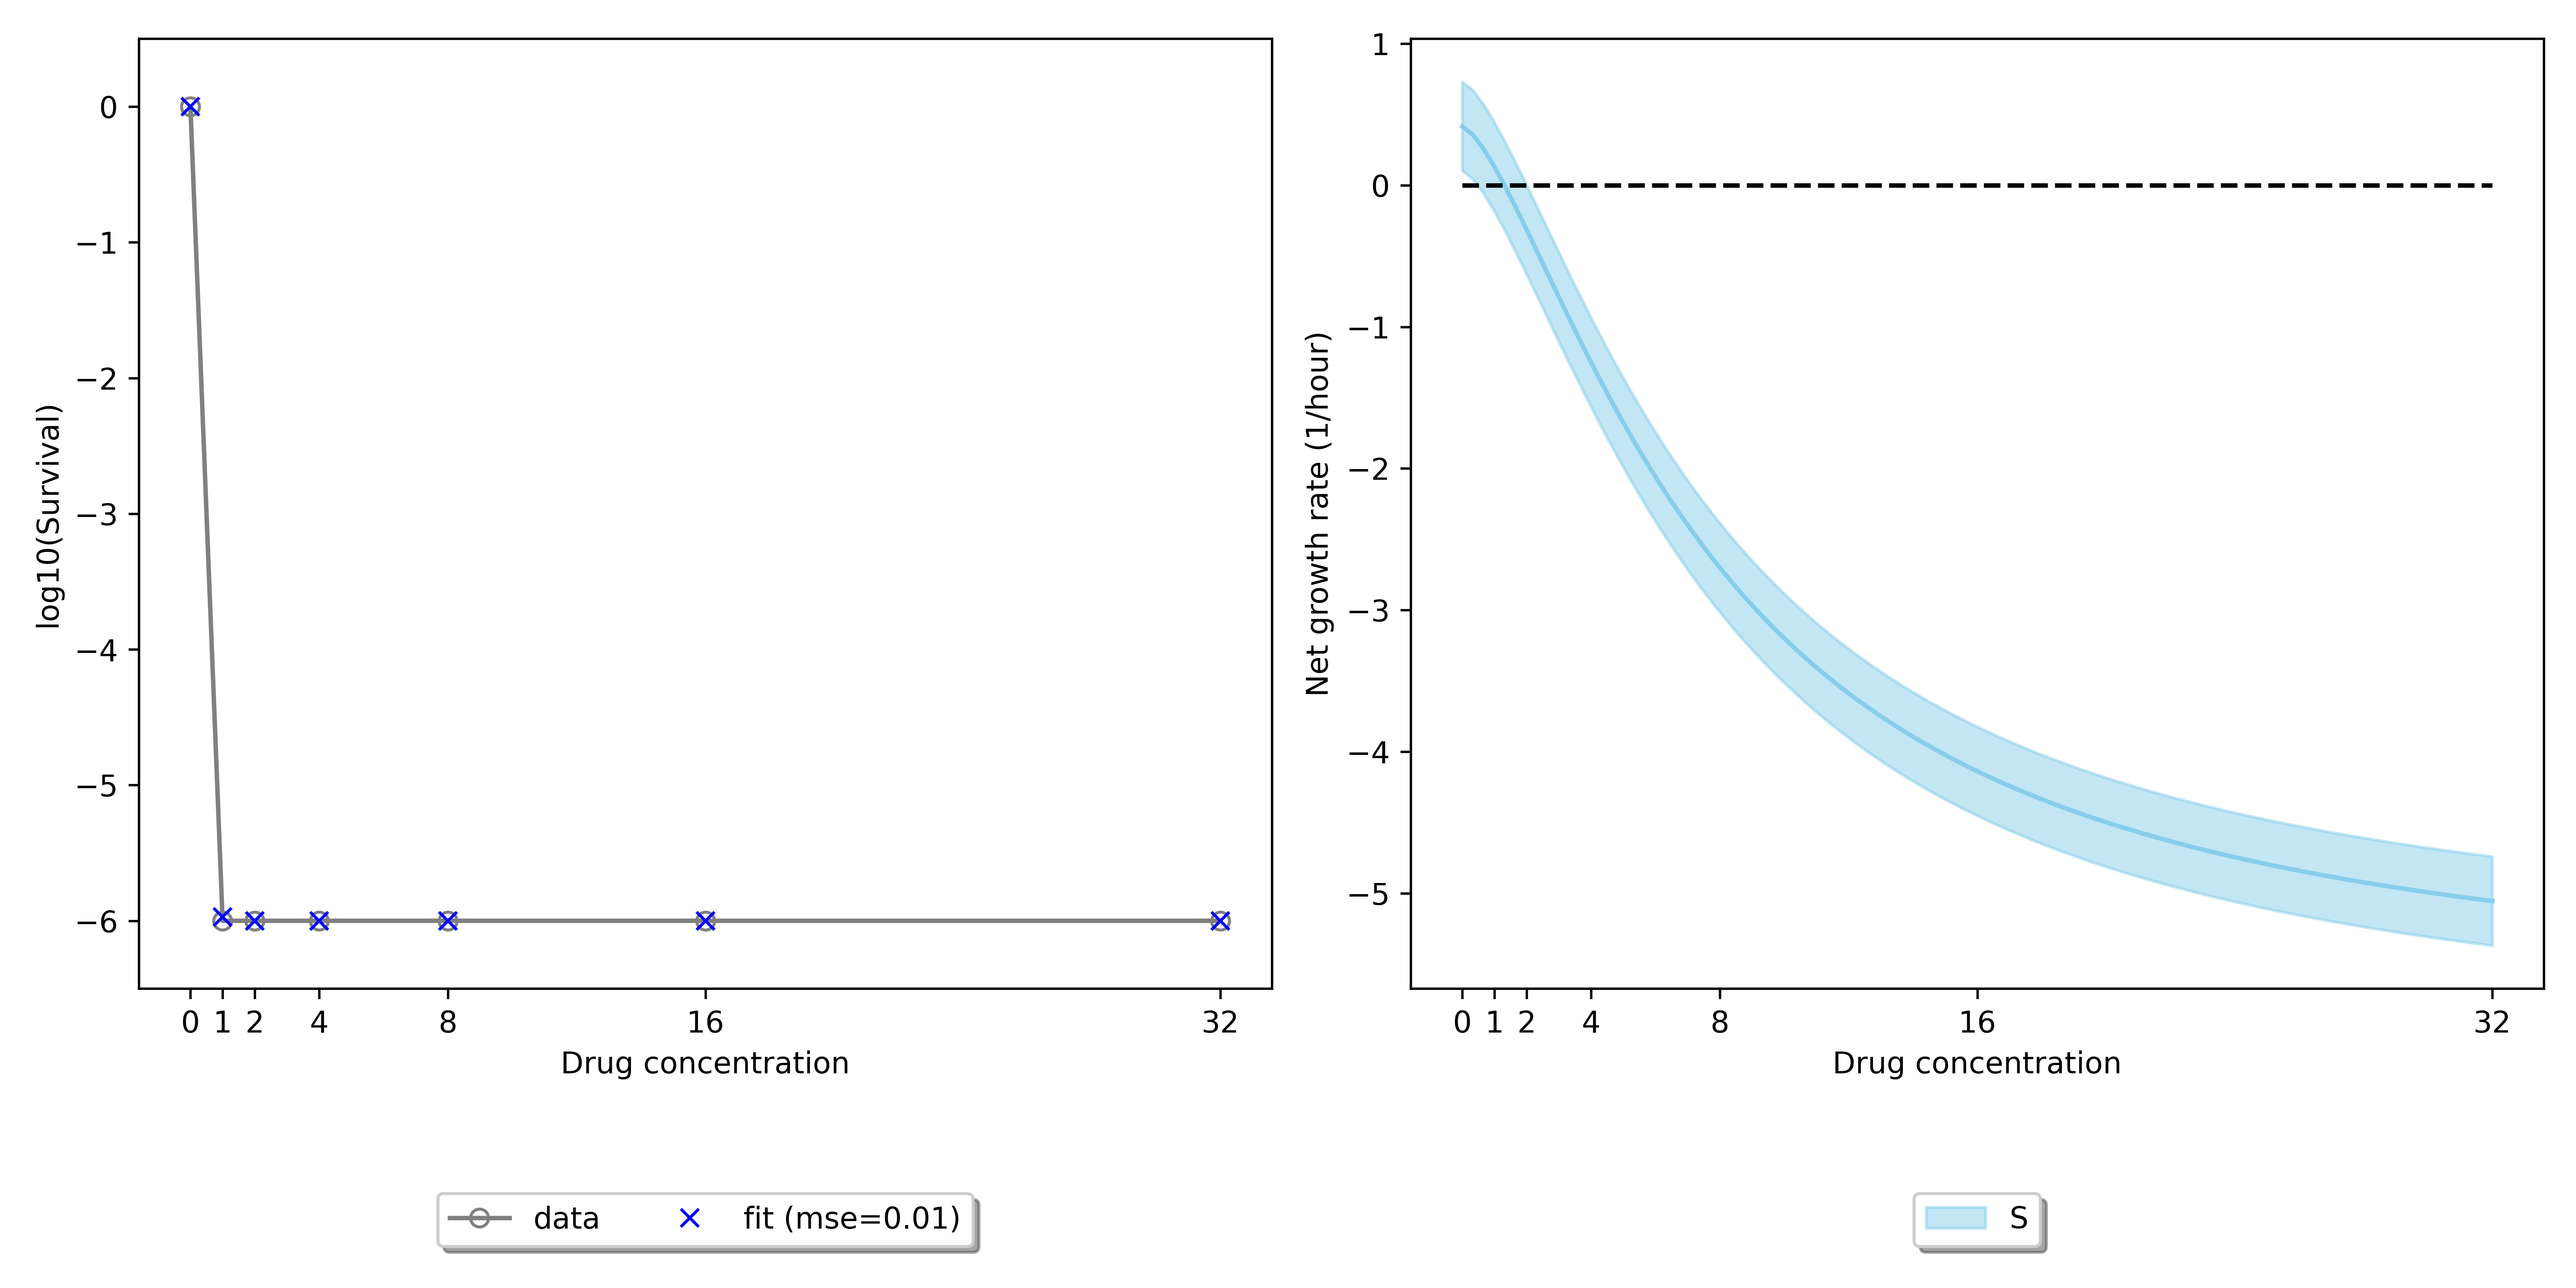 0
−1
−2
−3
−4
−5
−6
log10(Survival)
0 1 2 4 8 16 32
Drug concentration
data fit (mse=0.01)
1
0
−1
−2
−3
−4
−5
Net growth rate (1/hour)
0 1 2 4 8 16 32
Drug concentration
S